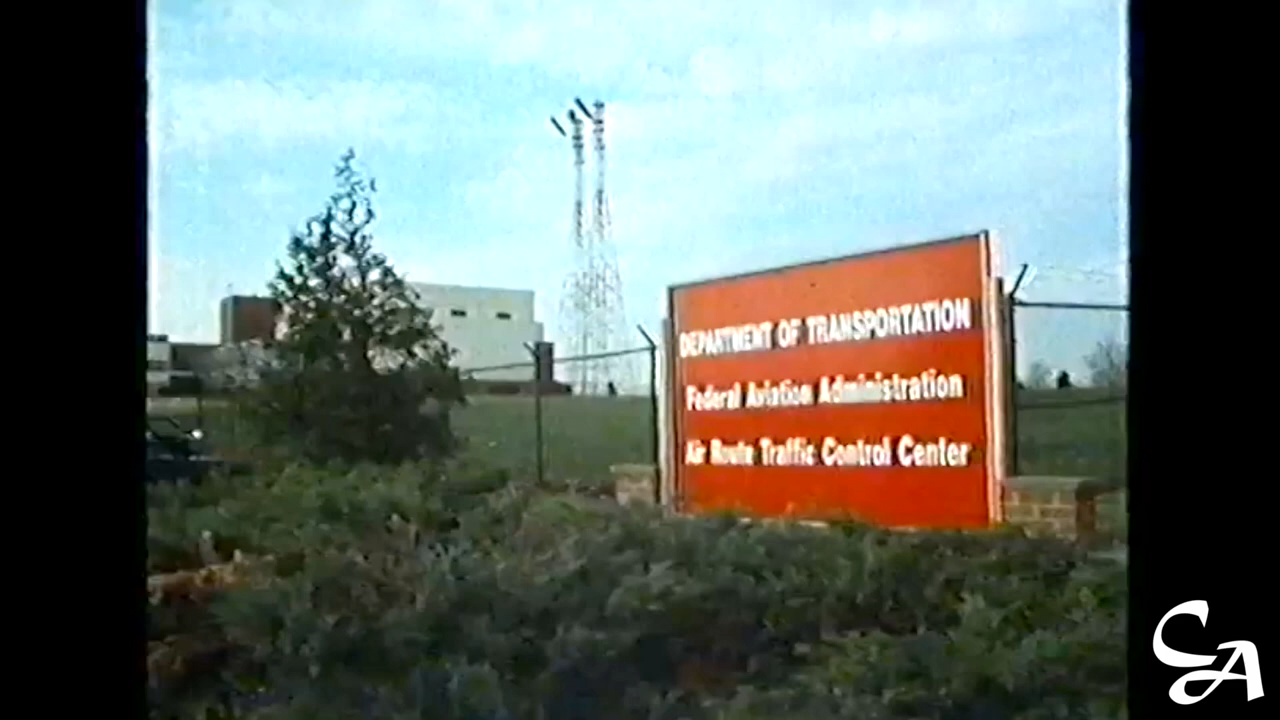 DEPARTMENT OF TRANSPORTATION
Federal Aviation Administration
Air Route Traffic Control Center
CA